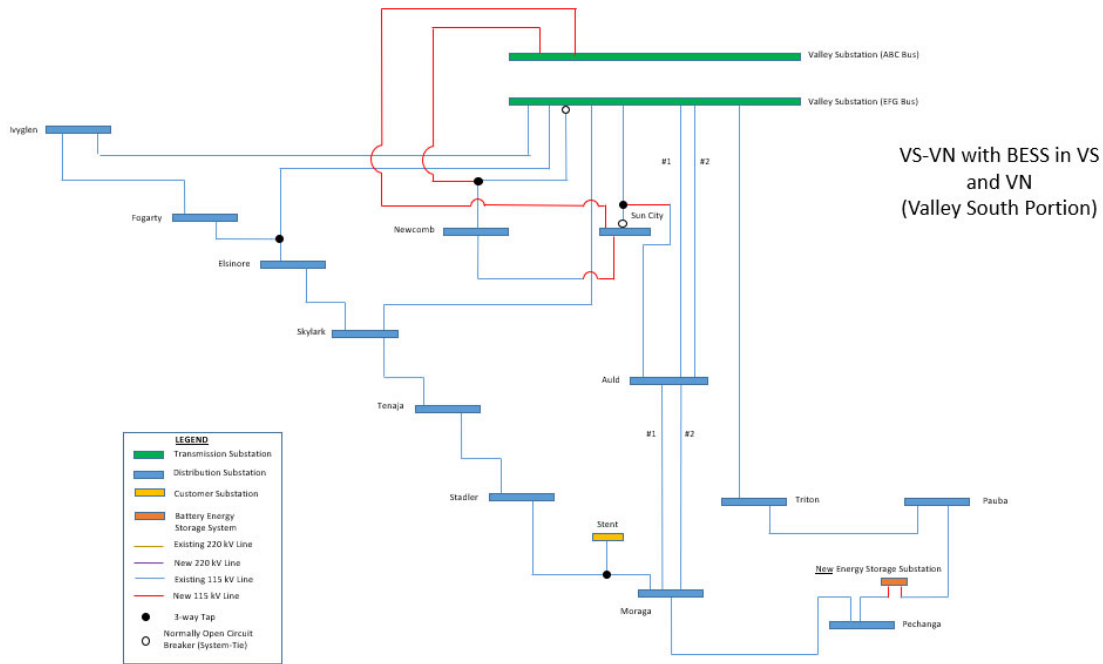 Valley Substation (ABC Bus)
Valley Substation (EFG Bus)
Ivyglen
#1
#2
VS-VN with BESS in VS
and VN
(Valley South Portion)
Fogarty
Newcomb
Sun City
Elsinore
Skylark
Auld
Tenaja
#1
#2
LEGEND
Transmission Substation
Distribution Substation
Customer Substation
Battery Energy
Storage System
Existing 220 kV Line
New 220 kV Line
Existing 115 kV Line
New 115 kV Line
3-way Tap
Normally Open Circuit
Breaker (System-Tie)
Stadler
Triton
Pauba
Stent
New Energy Storage Substation
Moraga
Pechanga